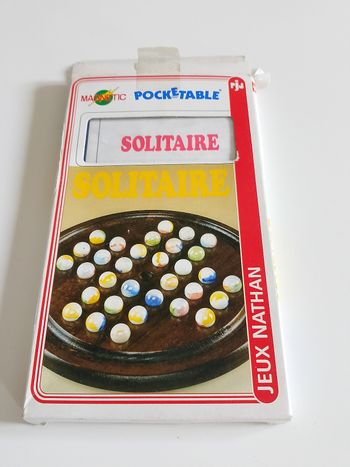 MAGNETIC
POCKETABLE
SOLITAIRE
SOLITAIRE
JEUX NATHAN